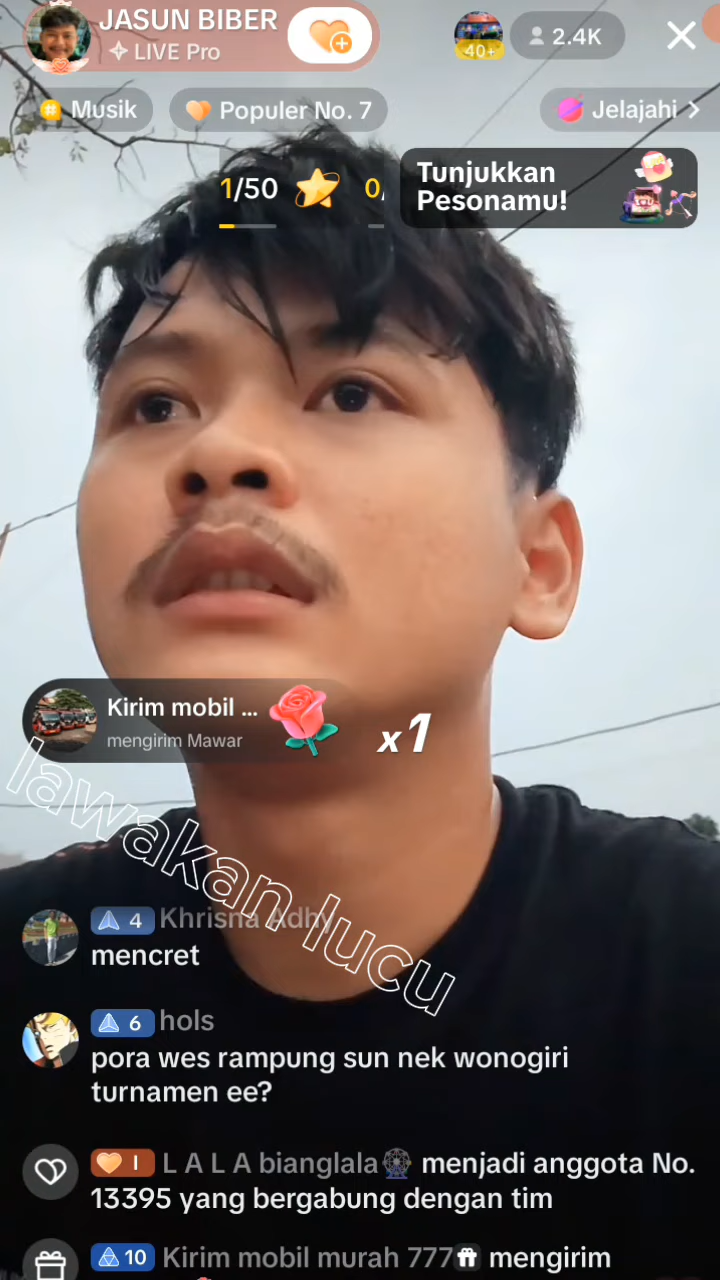 JASUN BIBER
LIVE Pro
40+
2.4K
Musik
Populer No. 7
Jelajahi
1/50
0/
Tunjukkan
Pesonamu!
Kirim mobil ...
mengirim Mawar
x1
lawakan lucu
4 Khrisna Adhy
mencret
6 hols
pora wes rampung sun nek wonogiri
turnamen ee?
I L A L A bianglala🎡 menjadi anggota No.
13395 yang bergabung dengan tim
10 Kirim mobil murah 777 mengirim